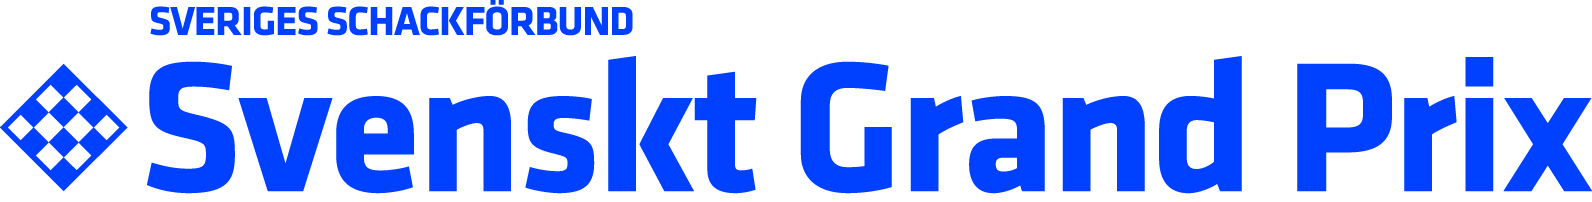 SVERIGES SCHACKFÖRBUND
Svenskt Grand Prix